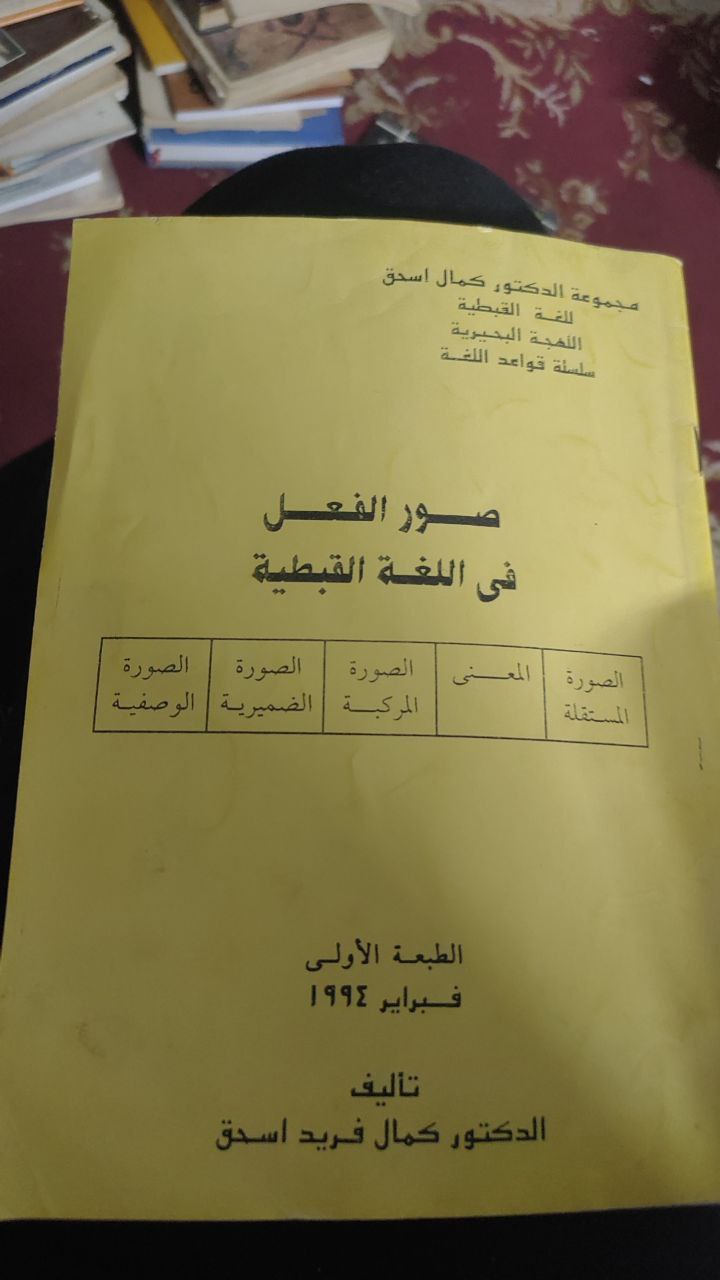 مجموعة الدكتور كمال اسحق
للغة القبطية
اللهجة البحيرية
سلسلة قواعد اللغة
صور الفعل
فى اللغة القبطية
الصورة المستقلة
المعنى
الصورة المركبة
الصورة الضميرية
الصورة الوصفية
الطبعة الأولى
فبراير ١٩٩٤
تأليف
الدكتور كمال فريد اسحق